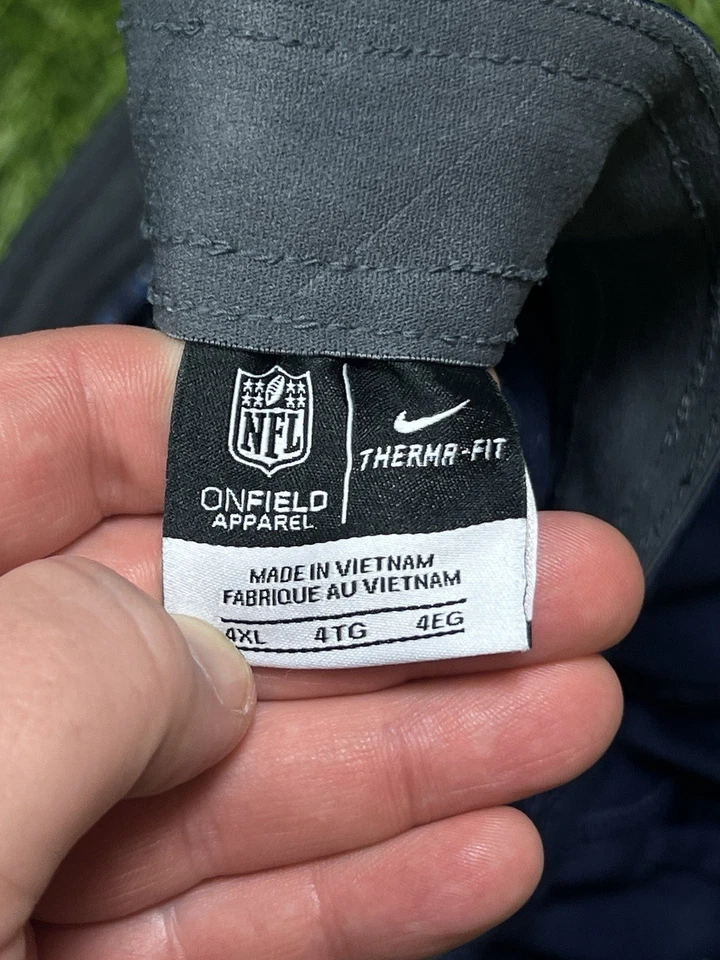 NFL
THERMA-FIT
ONFIELD
APPAREL
MADE IN VIETNAM
FABRIQUE AU VIETNAM
4XL 4TG 4EG